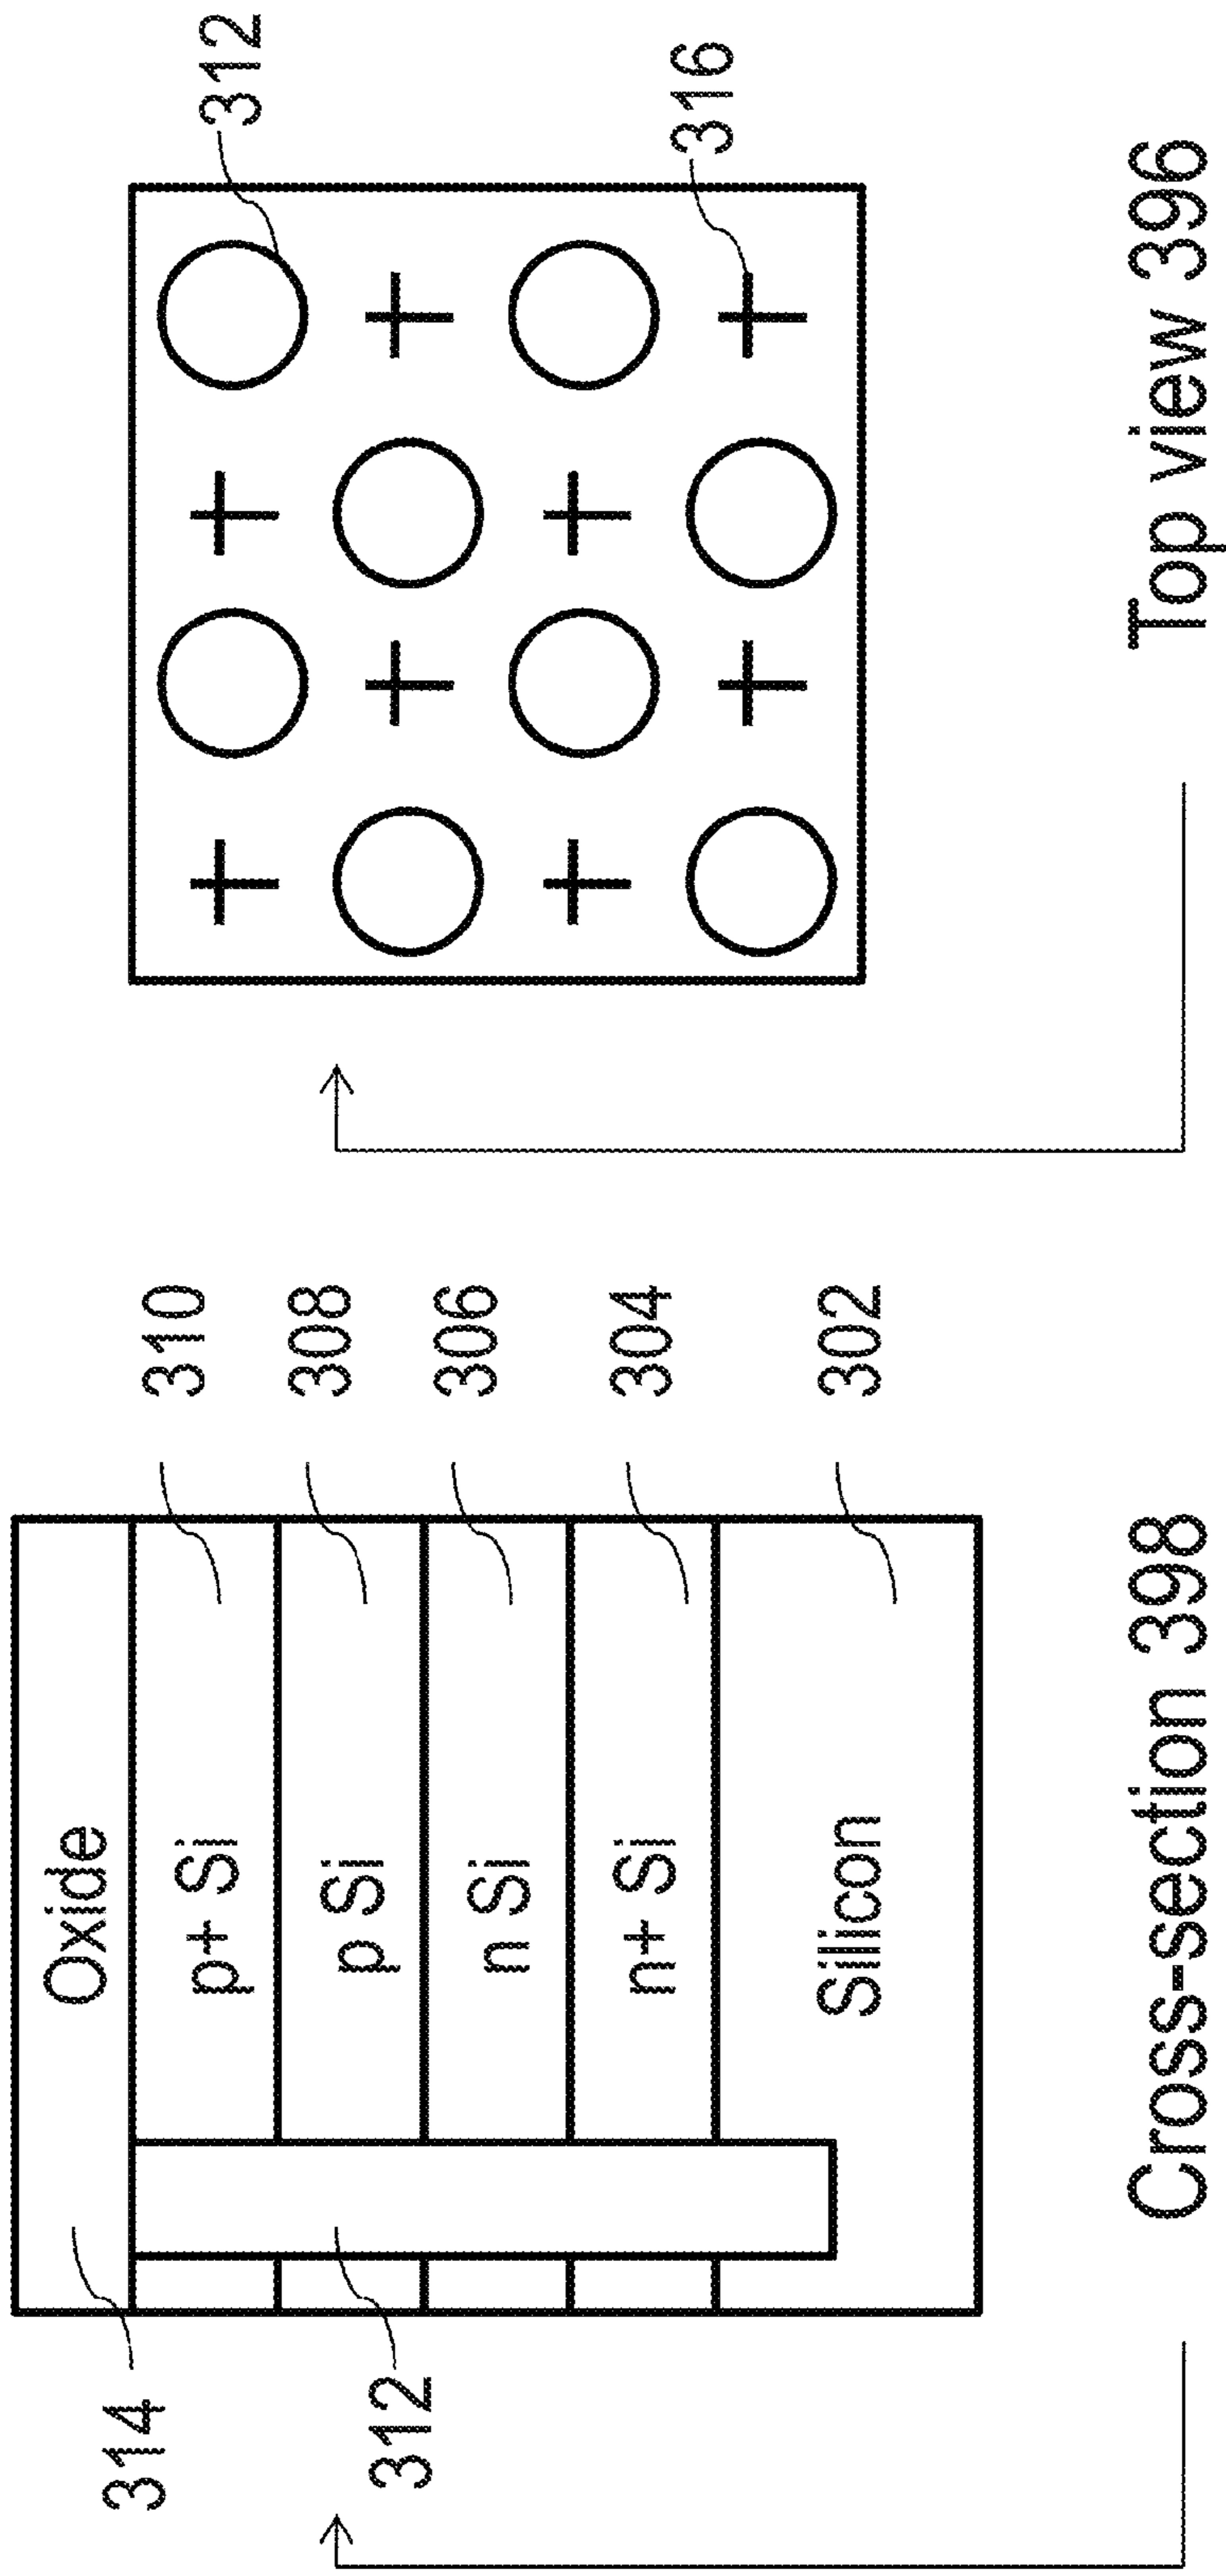 314
Oxide
p+ Si
310
312
p Si
308
n Si
306
n+ Si
304
Silicon
302
Cross-section 398
312
316
Top view 396